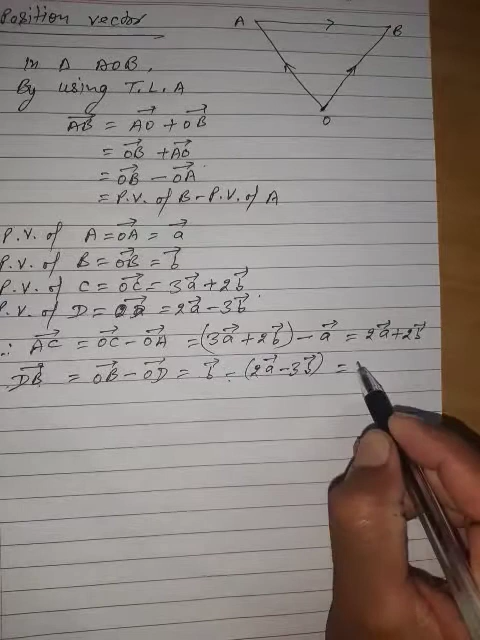 Position vector
A
B
O
In Δ AOB,
By using T.L.A
AB⃗ = AO⃗ + OB⃗
= OB⃗ + AO⃗
= OB⃗ - OA⃗
= P.V. of B - P.V. of A
P.V. of A = OA⃗ = a⃗
P.V. of B = OB⃗ = b⃗
P.V. of C = OC⃗ = 3a⃗ + 2b⃗
P.V. of D = = 2a⃗ - 3b⃗
∴ AC⃗ = OC⃗ - OA⃗ = (3a⃗ + 2b⃗) - a⃗ = 2a⃗ + 2b⃗
DB⃗ = OB⃗ - OD⃗ = b⃗ - (2a⃗ - 3b⃗) =